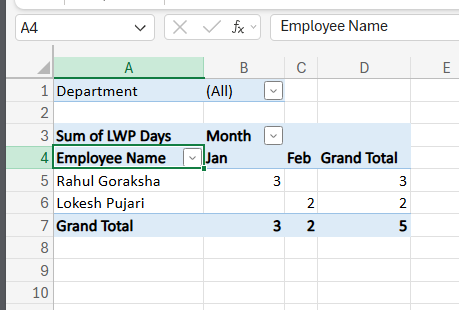 A4 fx Employee Name
A B C D E
1 Department (All)
2
3 Sum of LWP Days Month
4 Employee Name Jan Feb Grand Total
5 Rahul Goraksha 3 3
6 Lokesh Pujari 2 2
7 Grand Total 3 2 5
8
9
10